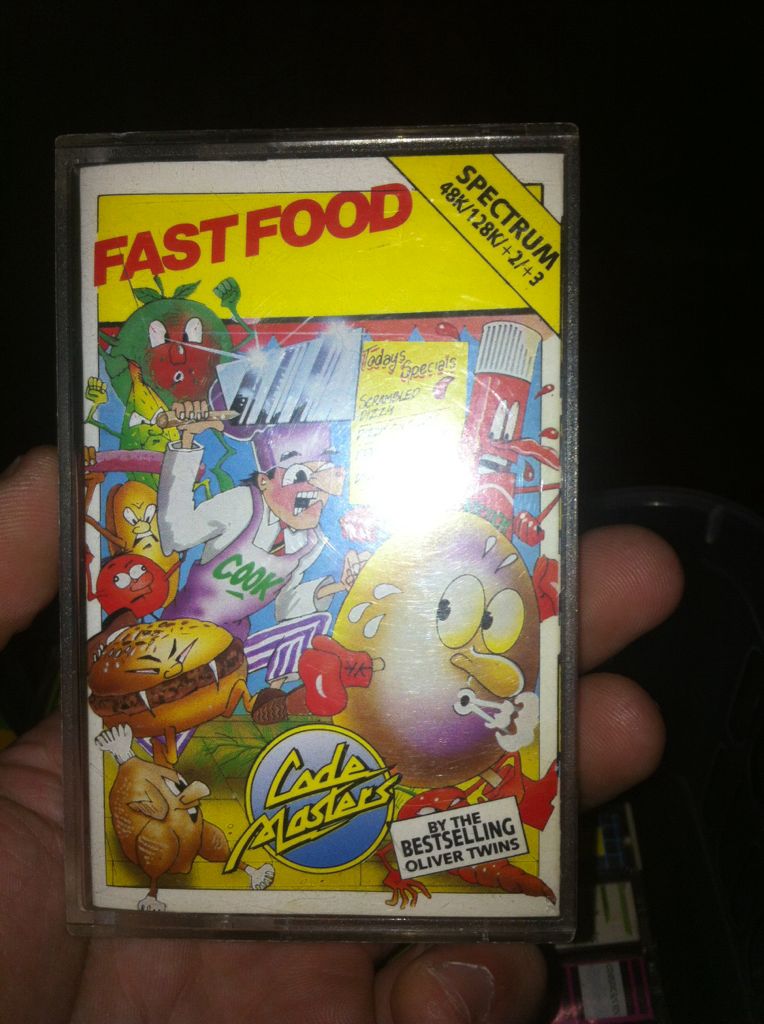 FAST FOOD
SPECTRUM
48K/128K/+2/+3
Todays
Specials
SCRAMBLED
PIZZA
COOK
Code
Masters
BY THE
BESTSELLING
OLIVER TWINS